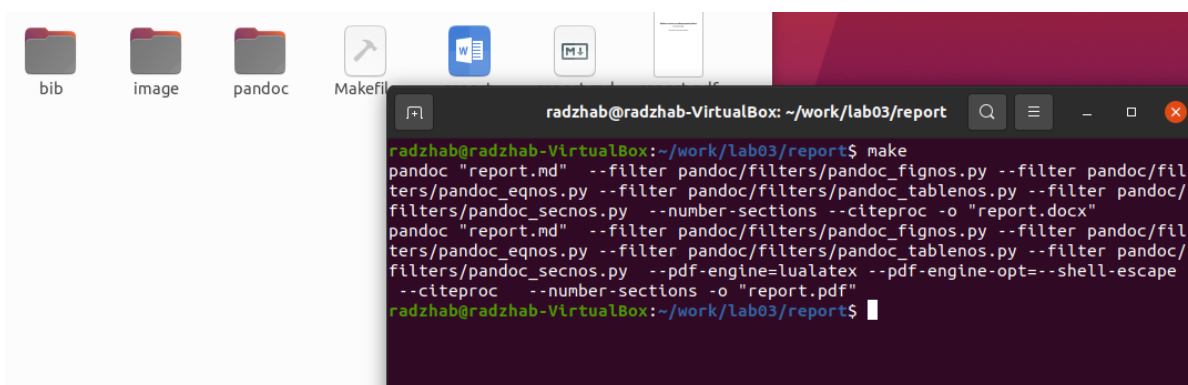 bib
image
pandoc
Makefil
radzhab@radzhab-VirtualBox: ~/work/lab03/report
radzhab@radzhab-VirtualBox:~/work/lab03/report$ make
pandoc "report.md"  --filter pandoc/filters/pandoc_fignos.py --filter pandoc/fil
ters/pandoc_eqnos.py --filter pandoc/filters/pandoc_tablenos.py --filter pandoc/
filters/pandoc_secnos.py  --number-sections --citeproc -o "report.docx"
pandoc "report.md"  --filter pandoc/filters/pandoc_fignos.py --filter pandoc/fil
ters/pandoc_eqnos.py --filter pandoc/filters/pandoc_tablenos.py --filter pandoc/
filters/pandoc_secnos.py  --pdf-engine=lualatex --pdf-engine-opt=--shell-escape
 --citeproc   --number-sections -o "report.pdf"
radzhab@radzhab-VirtualBox:~/work/lab03/report$